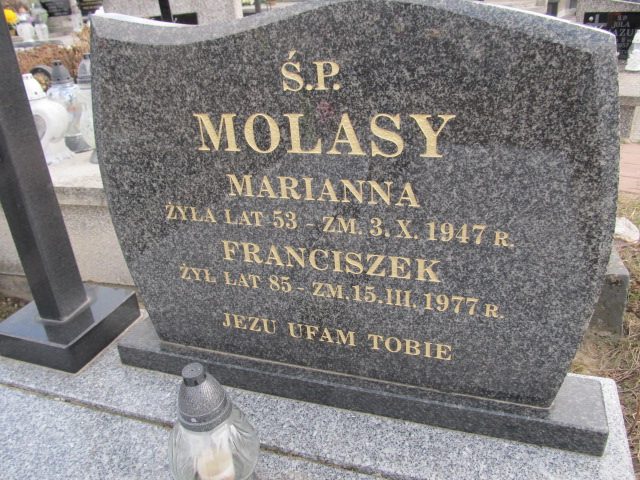 Ś.P.
MOLASY
MARIANNA
ŻYŁA LAT 53 - ZM. 3. X. 1947 R.
FRANCISZEK
ŻYŁ LAT 85 - ZM. 15. III. 1977 R.
JEZU UFAM TOBIE
Ś.P.
JOLA